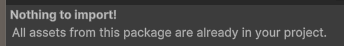 Nothing to import!
All assets from this package are already in your project.